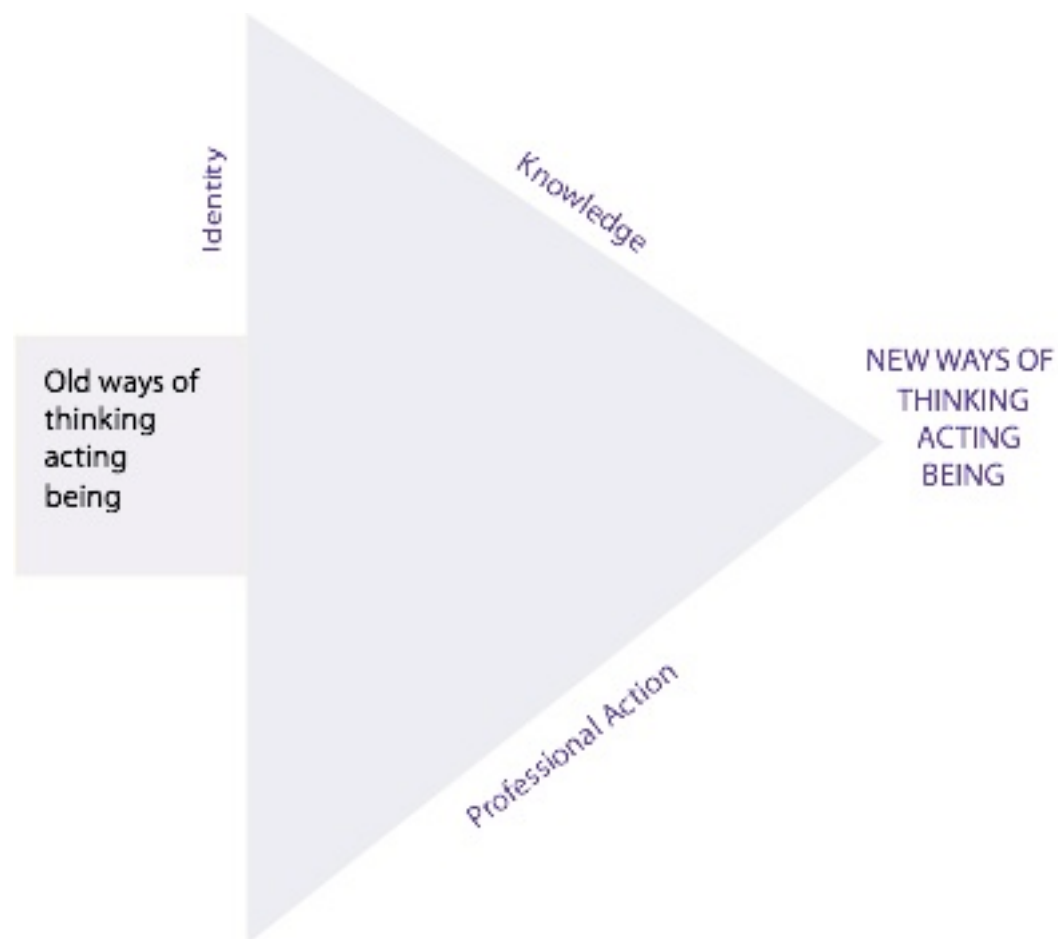 Identity
Knowledge
Old ways of
thinking
acting
being
NEW WAYS OF
THINKING
ACTING
BEING
Professional Action